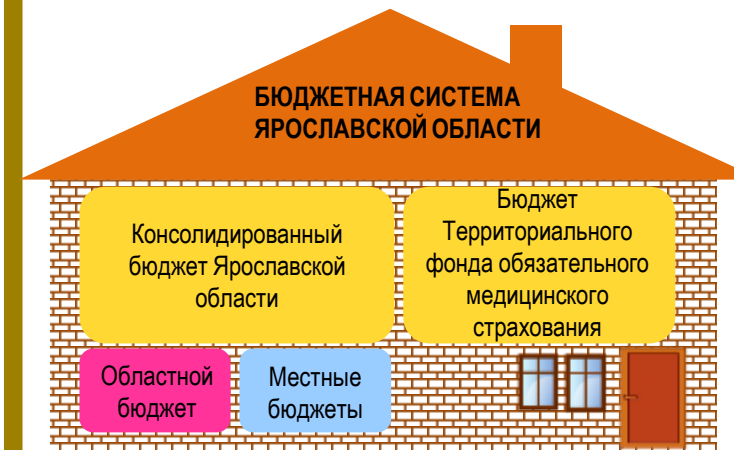 БЮДЖЕТНАЯ СИСТЕМА
ЯРОСЛАВСКОЙ ОБЛАСТИ
Консолидированный
бюджет Ярославской
области
Бюджет
Территориального
фонда обязательного
медицинского
страхования
Областной
бюджет
Местные
бюджеты